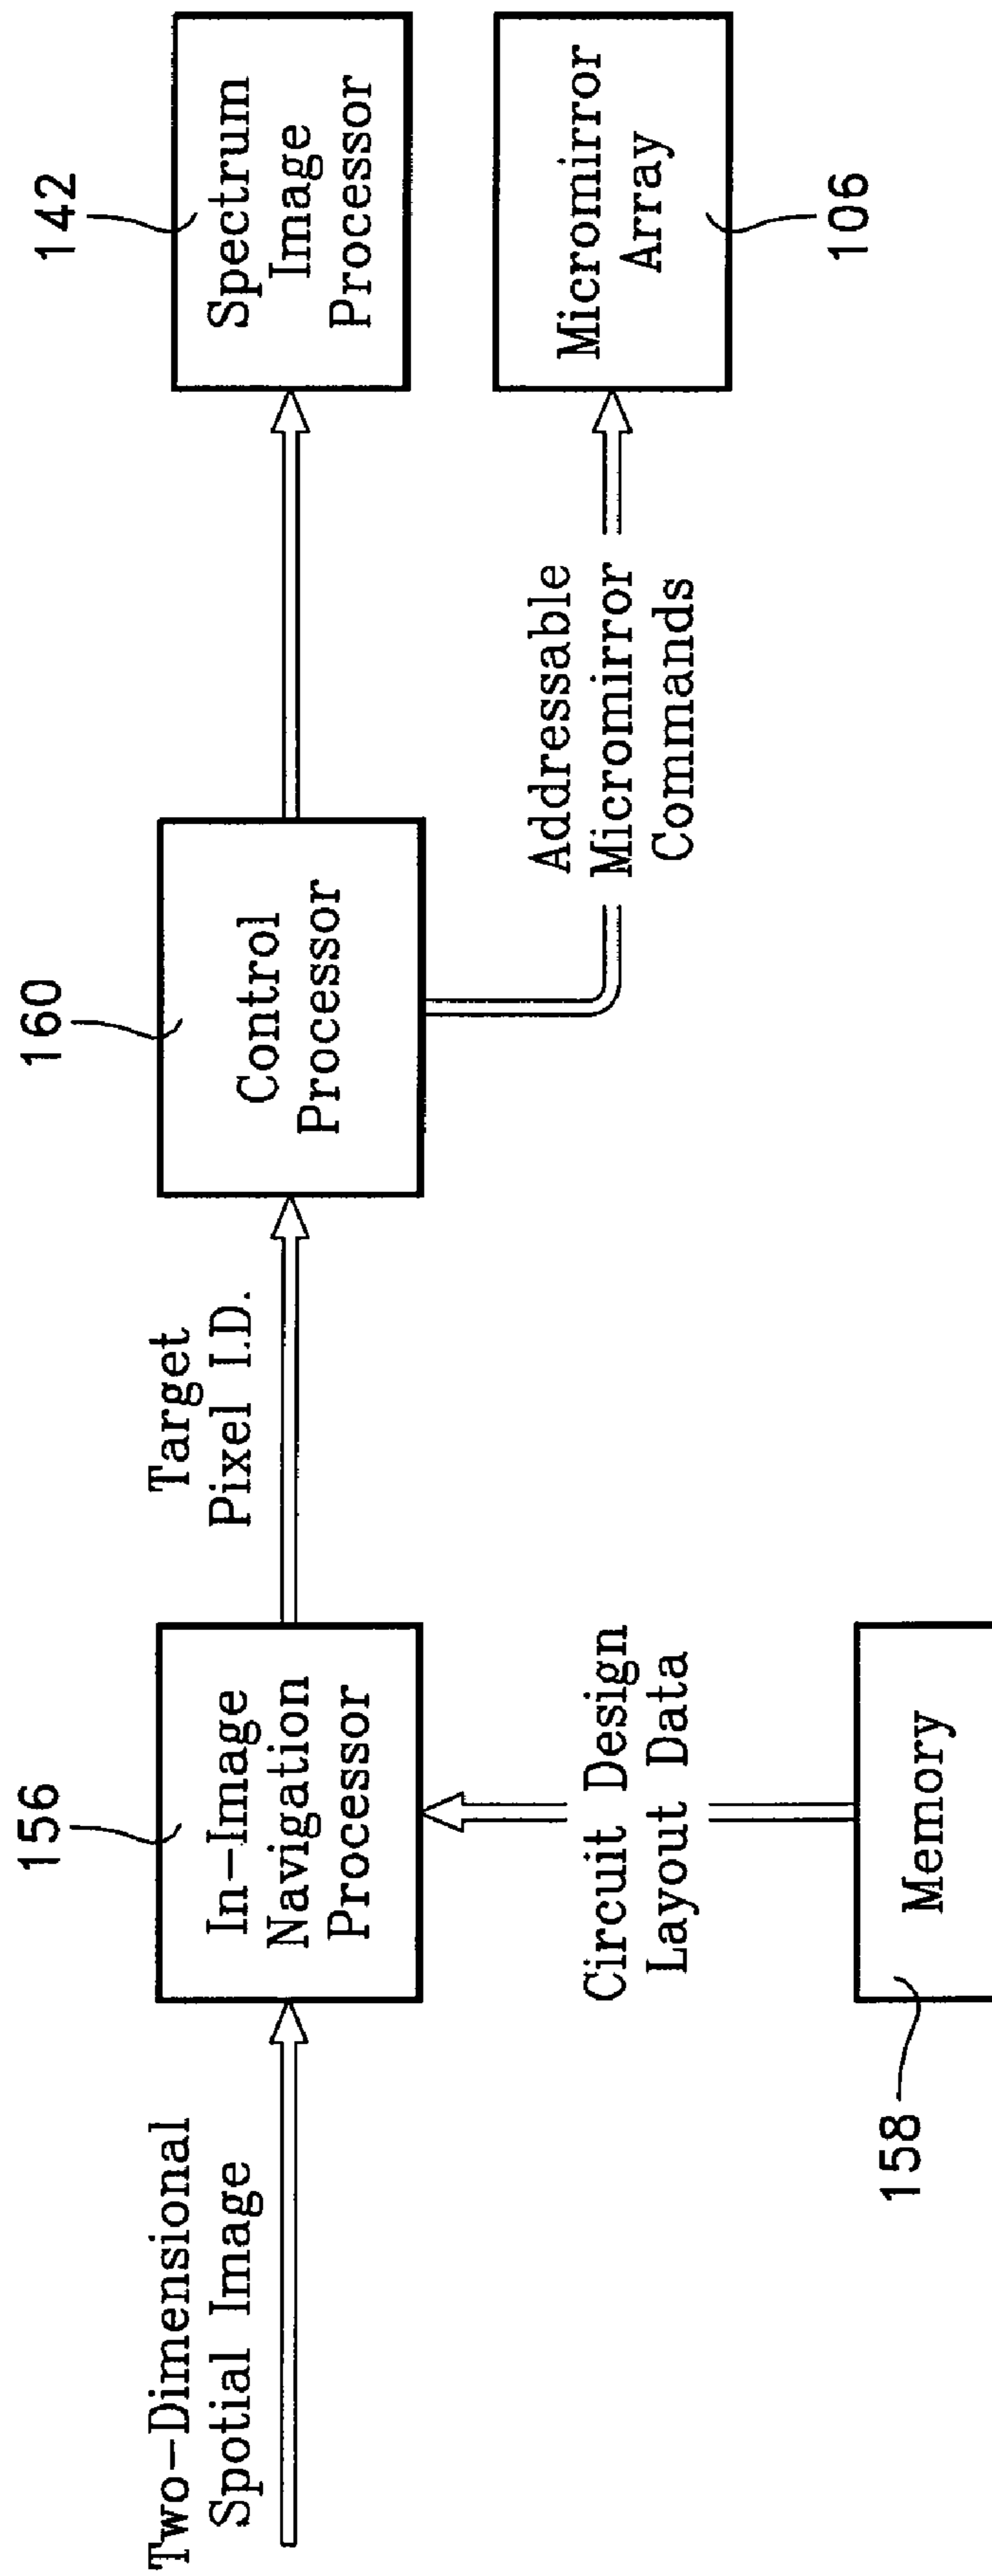 Two-Dimensional
Spotial Image
156
In-Image
Navigation
Processor
Circuit Design
Layout Data
158
Memory
Target
Pixel I.D.
160
Control
Processor
Addressable
Micromirror
Commands
142
Spectrum
Image
Processor
Micromirror
Array
106